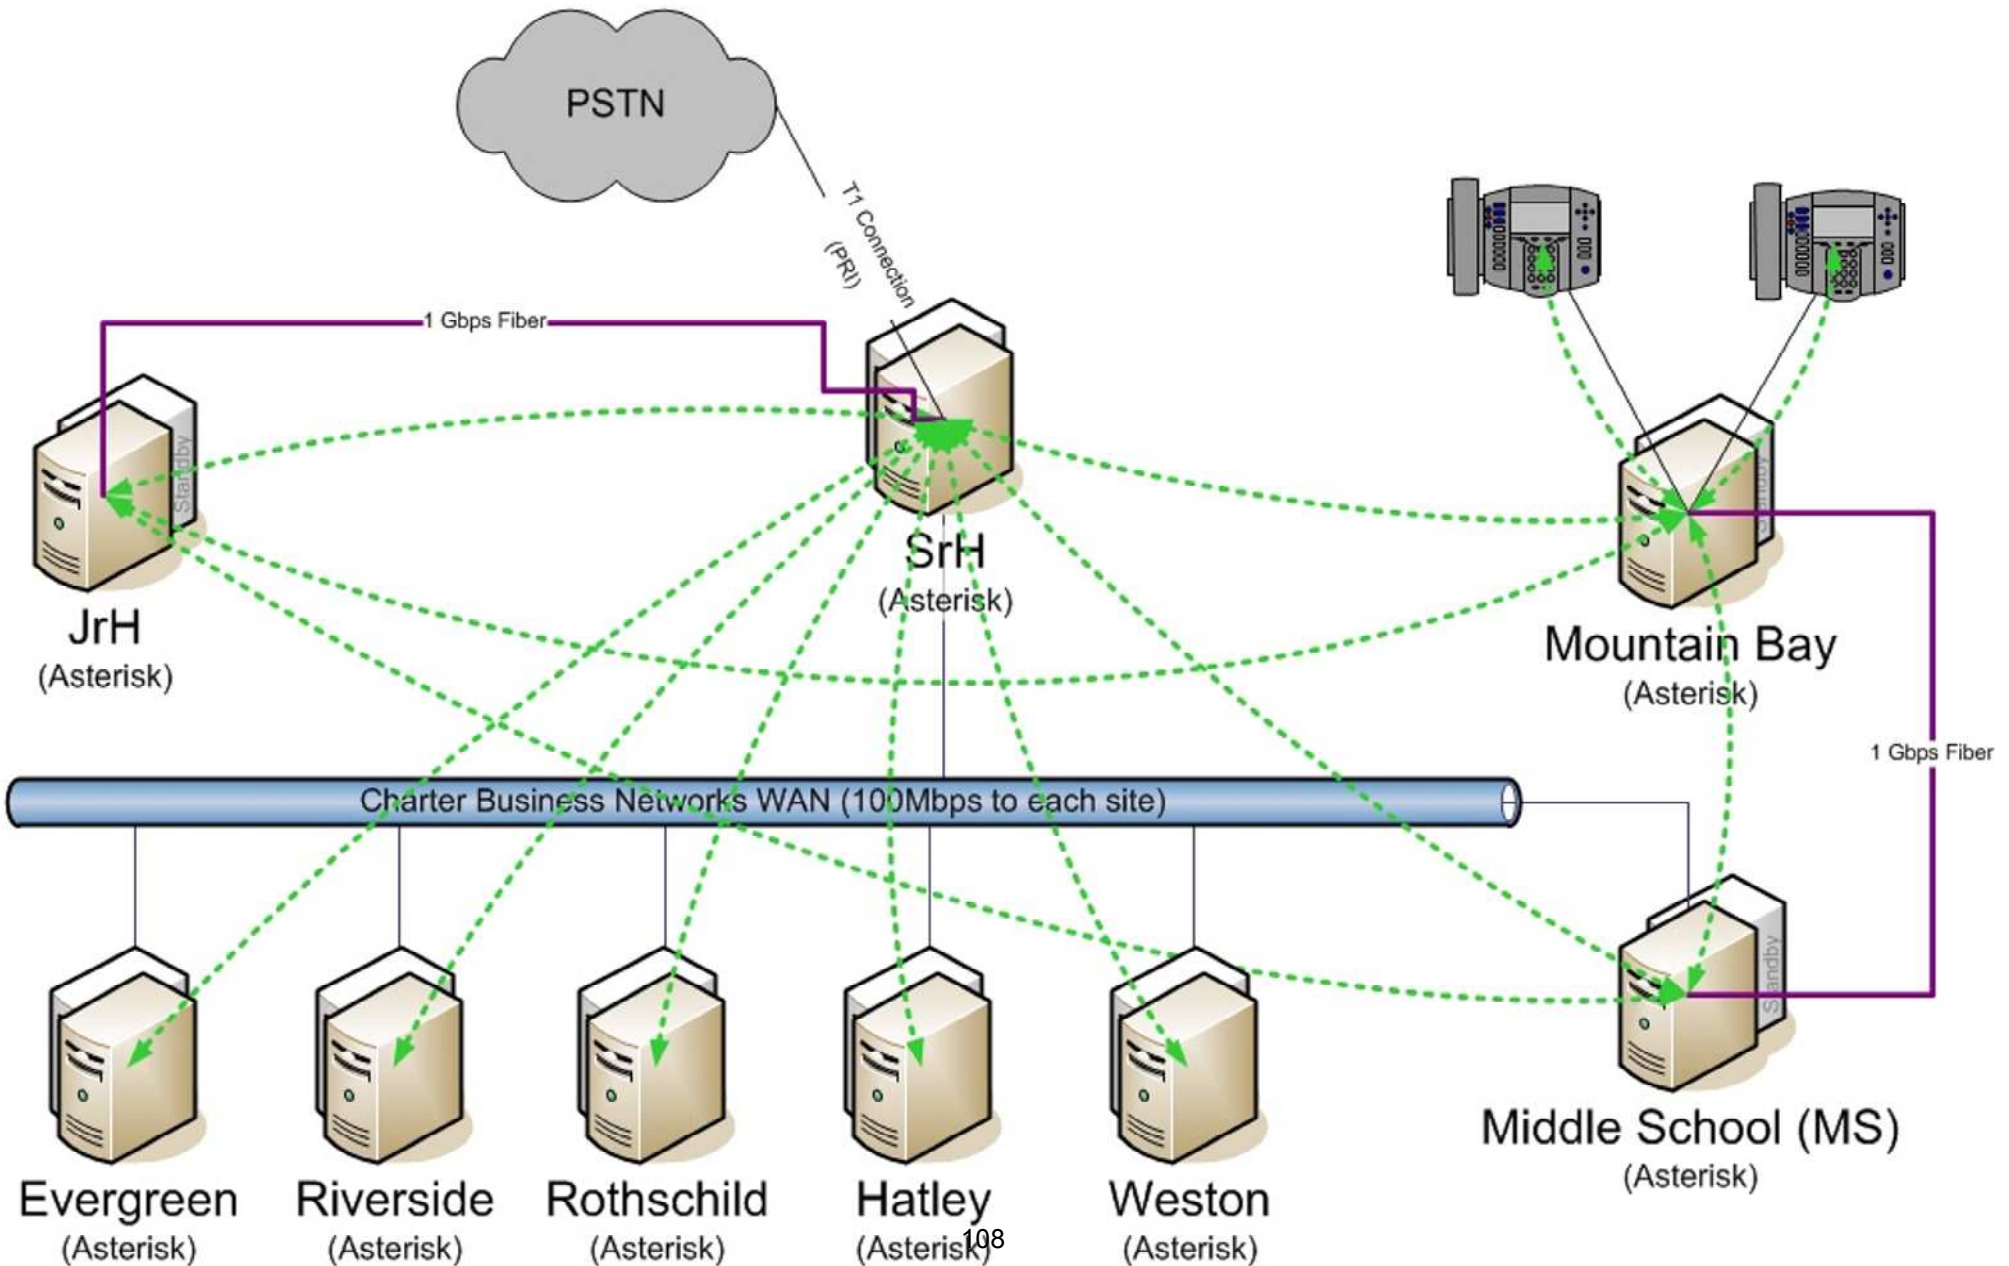 PSTN
T1 Connection
(PRI)
1 Gbps Fiber
Standby
JrH
(Asterisk)
SrH
(Asterisk)
Standby
Mountain Bay
(Asterisk)
1 Gbps Fiber
Charter Business Networks WAN (100Mbps to each site)
Standby
Middle School (MS)
(Asterisk)
Evergreen
(Asterisk)
Riverside
(Asterisk)
Rothschild
(Asterisk)
Hatley
(Asterisk)
Weston
(Asterisk)
108